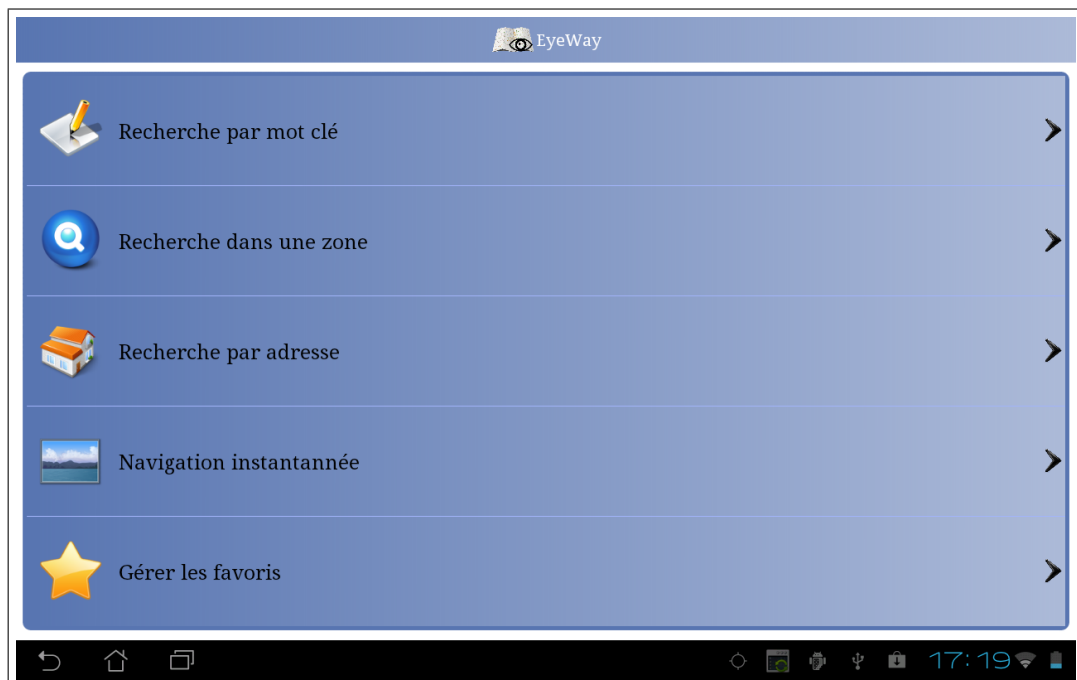 EyeWay
Recherche par mot clé
Recherche dans une zone
Recherche par adresse
Navigation instantannée
Gérer les favoris
17:19